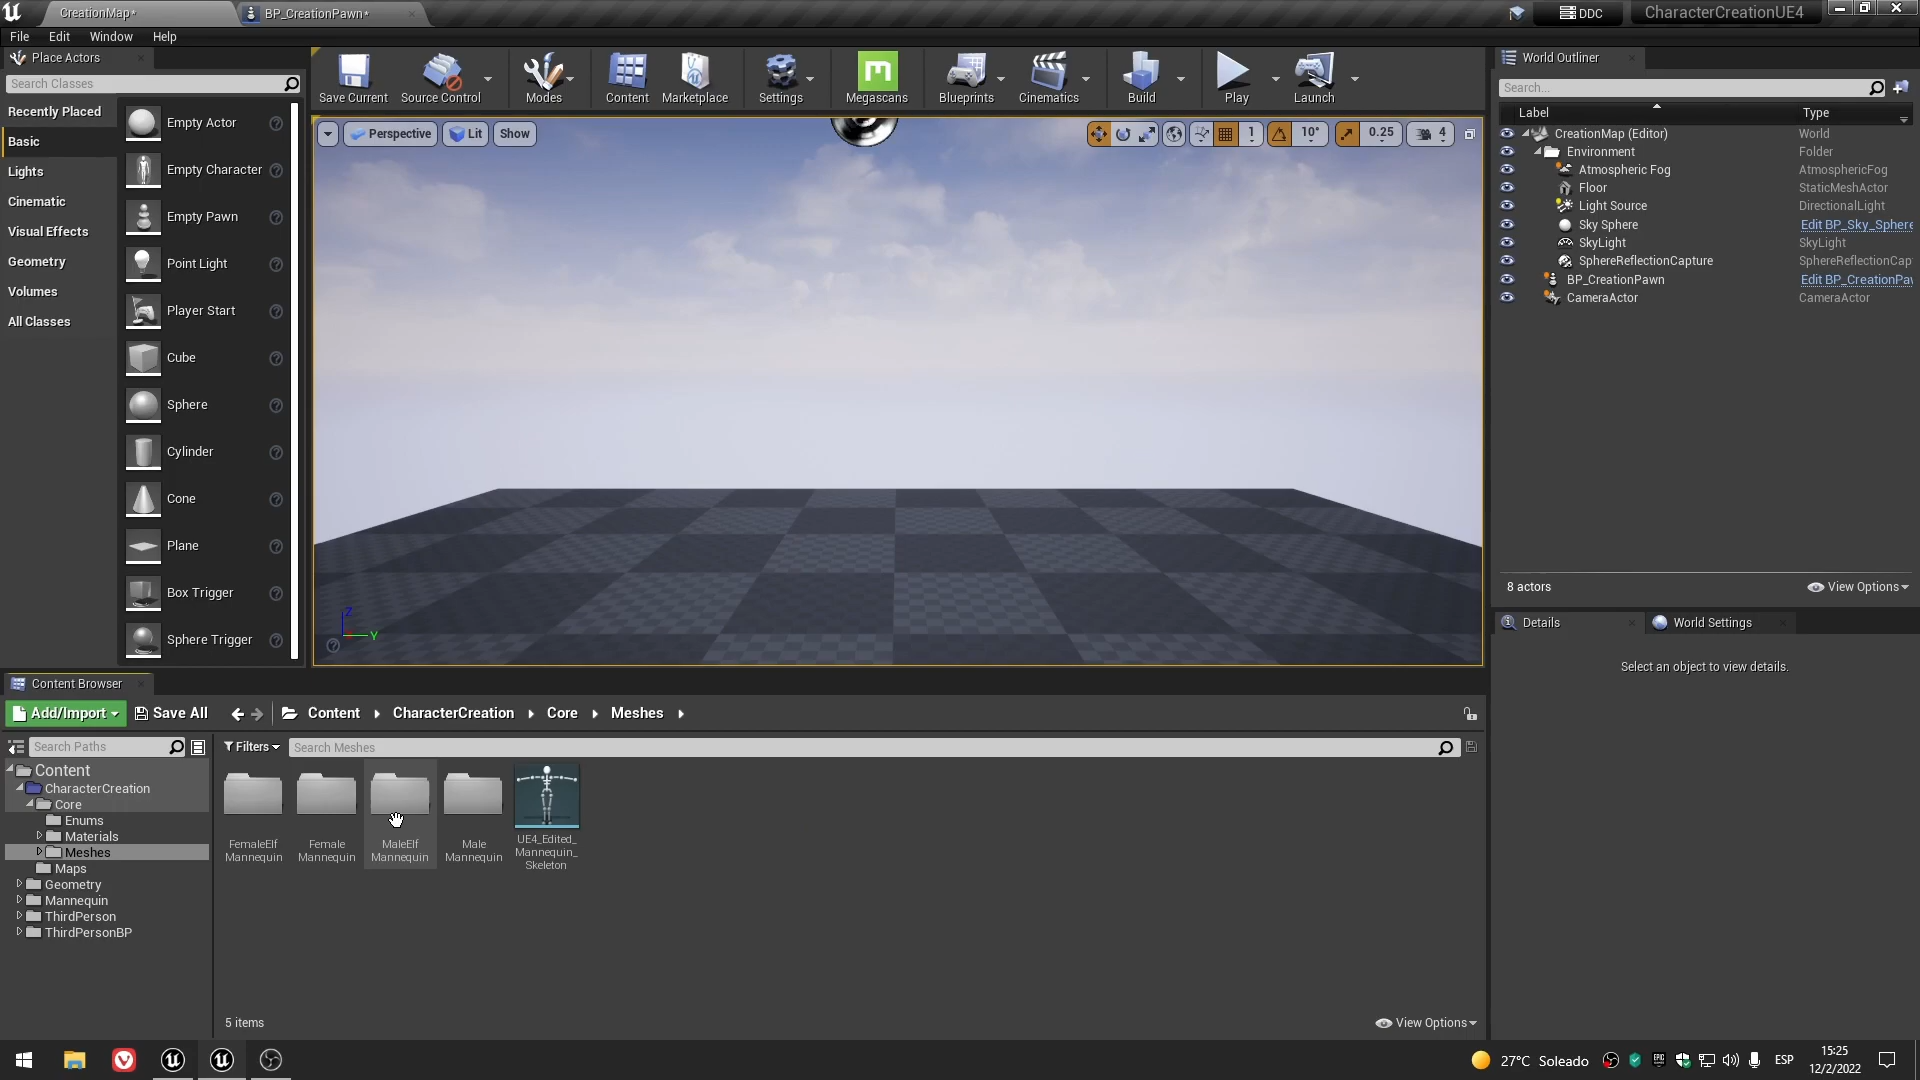 CreationMap*
BP_CreationPawn*
DDC
CharacterCreationUE4
File
Edit
Window
Help
Place Actors
Search Classes
Recently Placed
Basic
Lights
Cinematic
Visual Effects
Geometry
Volumes
All Classes
Empty Actor
Empty Character
Empty Pawn
Point Light
Player Start
Cube
Sphere
Cylinder
Cone
Plane
Box Trigger
Sphere Trigger
Save Current
Source Control
Modes
Content
Marketplace
Settings
Megascans
Blueprints
Cinematics
Build
Play
Launch
Perspective
Lit
Show
1
10°
0.25
4
Z
Y
World Outliner
Search...
Label
Type
CreationMap (Editor)
World
Environment
Folder
Atmospheric Fog
AtmosphericFog
Floor
StaticMeshActor
Light Source
DirectionalLight
Sky Sphere
Edit BP_Sky_Sphere
SkyLight
SkyLight
SphereReflectionCapture
SphereReflectionCap
BP_CreationPawn
Edit BP_CreationPaw
CameraActor
CameraActor
8 actors
View Options
Details
World Settings
Select an object to view details.
Content Browser
Add/Import
Save All
Content
CharacterCreation
Core
Meshes
Search Paths
Filters
Search Meshes
Content
CharacterCreation
Core
Enums
Materials
Meshes
Maps
Geometry
Mannequin
ThirdPerson
ThirdPersonBP
FemaleElf
Mannequin
Female
Mannequin
MaleElf
Mannequin
Male
Mannequin
UE4_Edited_
Mannequin_
Skeleton
5 items
View Options
27°C Soleado
ESP
15:25
12/2/2022